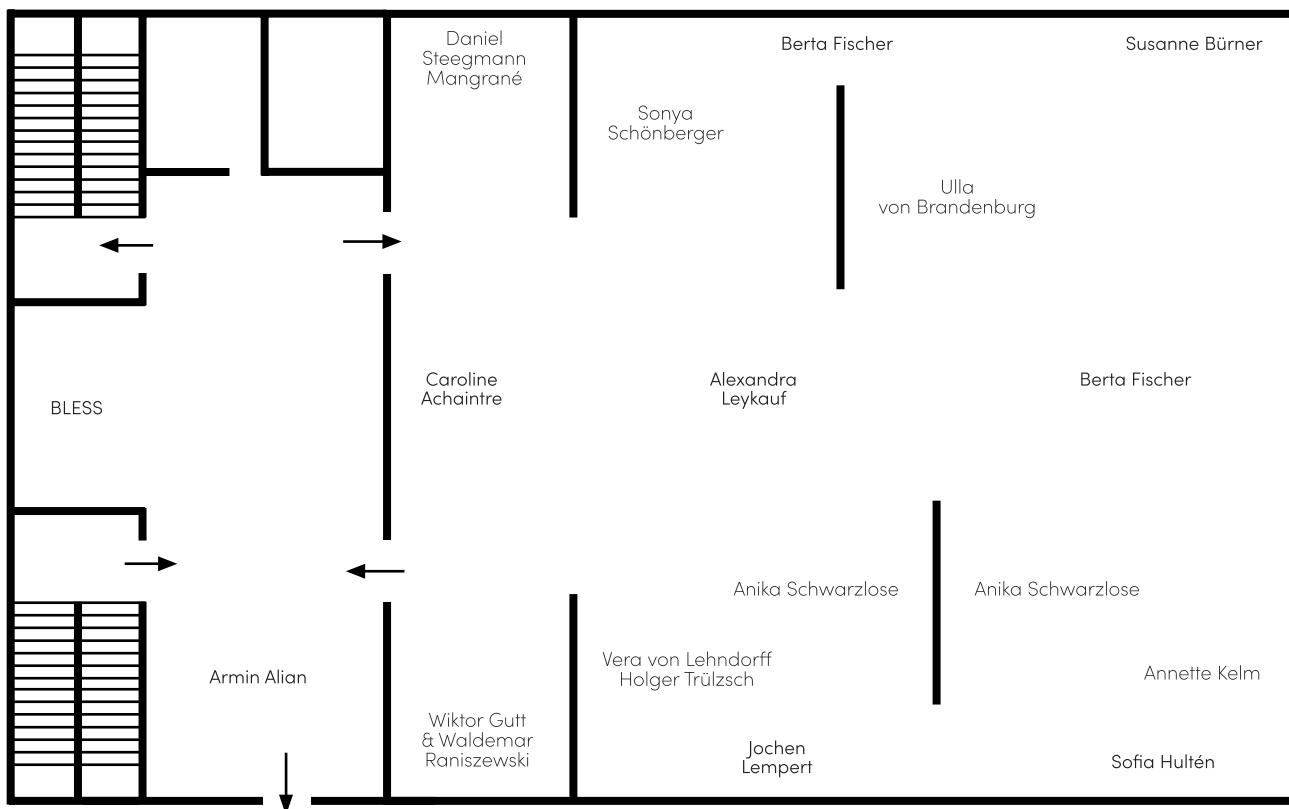 Daniel
Steegmann
Mangrané
Berta Fischer
Susanne Bürner
Sonya
Schönberger
Ulla
von Brandenburg
Caroline
Achaintre
Alexandra
Leykauf
Berta Fischer
BLESS
Anika Schwarzlose
Anika Schwarzlose
Vera von Lehndorff
Holger Trülzsch
Annette Kelm
Armin Alian
Wiktor Gutt
& Waldemar
Raniszewski
Jochen
Lempert
Sofia Hultén